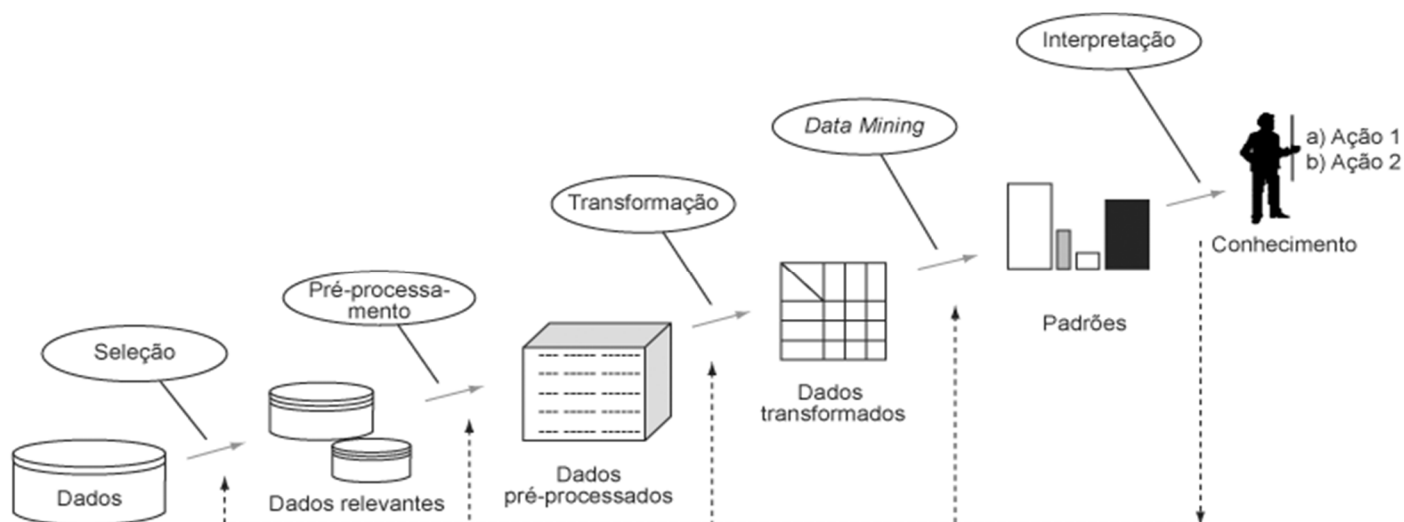 Interpretação
Data Mining
a) Ação 1
b) Ação 2
Transformação
Conhecimento
Pré-processa-
mento
Padrões
Seleção
Dados
transformados
Dados
pré-processados
Dados
Dados relevantes